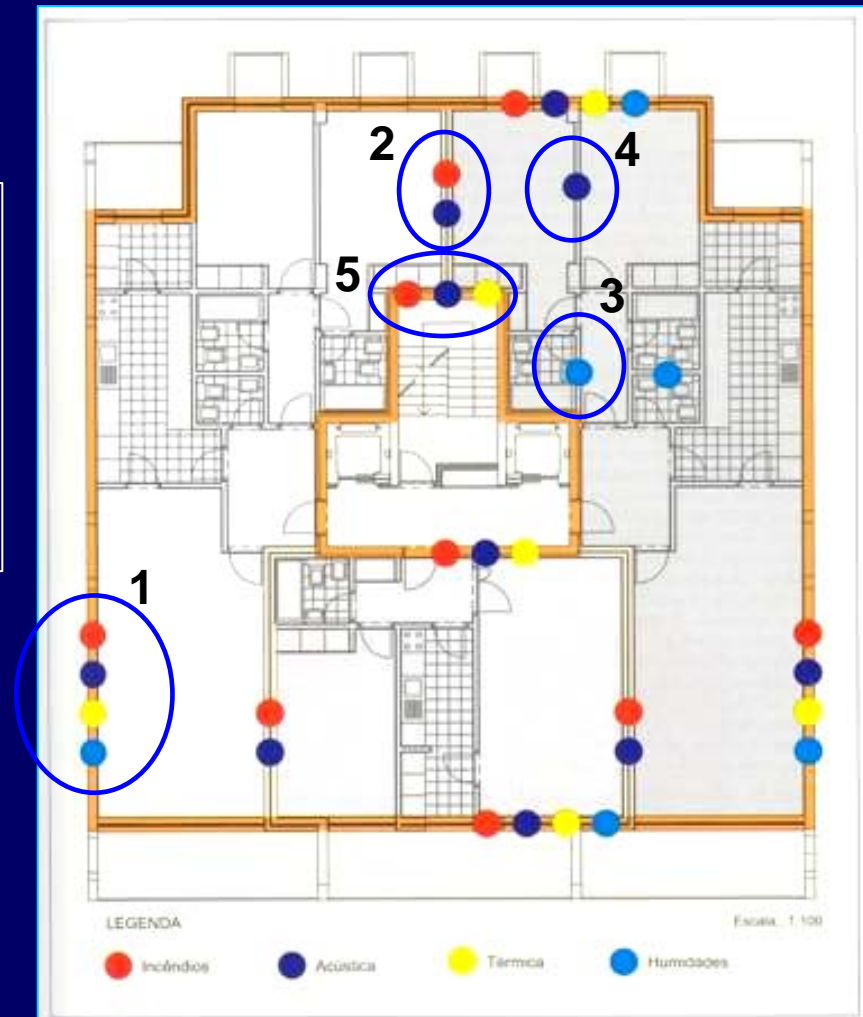 2
4
5
3
1
LEGENDA
Escala.. 1:100
Incêndios
Acústica
Térmica
Humidades